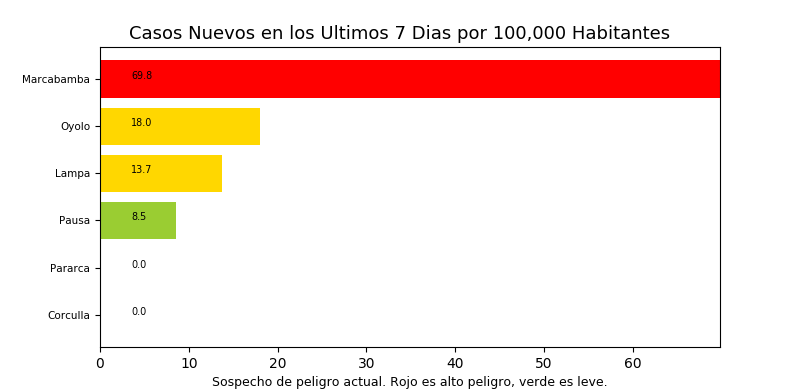 Casos Nuevos en los Ultimos 7 Dias por 100,000 Habitantes
Marcabamba 69.8
Oyolo 18.0
Lampa 13.7
Pausa 8.5
Pararca 0.0
Corculla 0.0
0 10 20 30 40 50 60
Sospecho de peligro actual. Rojo es alto peligro, verde es leve.